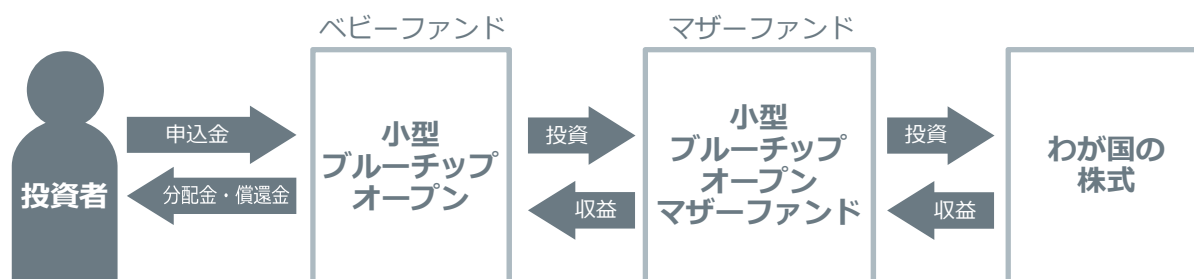 ベビーファンド
マザーファンド
投資者
申込金
分配金・償還金
小型
ブルーチップ
オープン
投資
収益
小型
ブルーチップ
オープン
マザーファンド
投資
収益
わが国の
株式